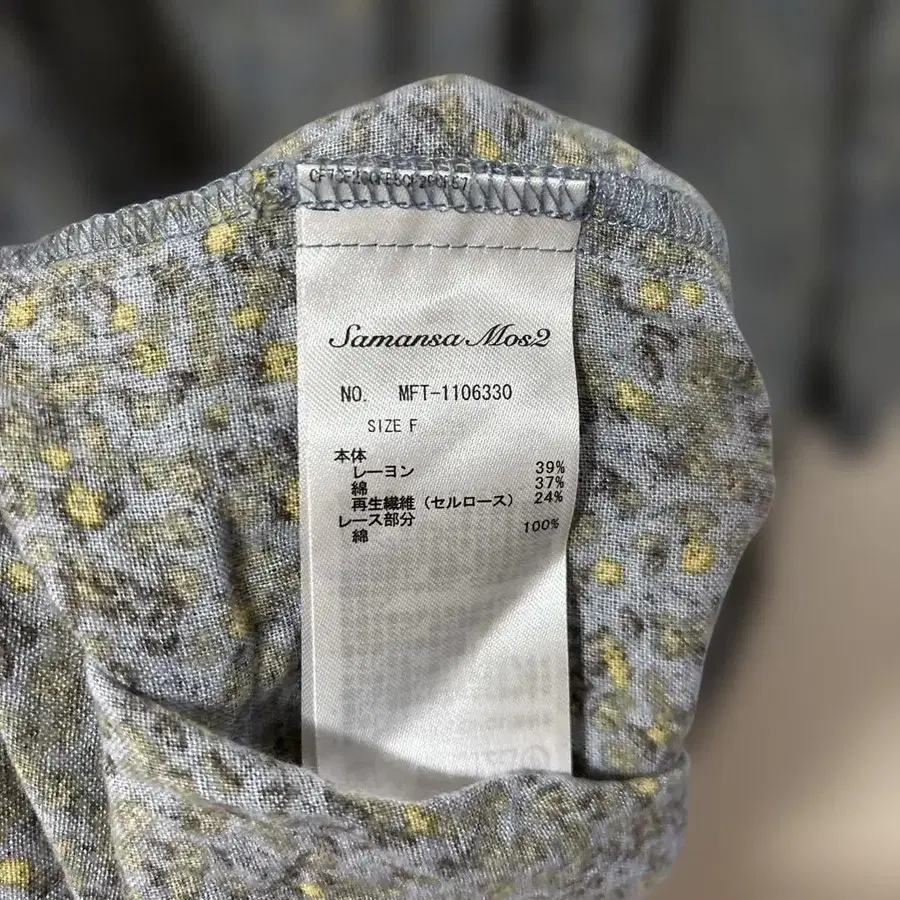 Samansa Mos2
NO. MFT-1106330
SIZE F
本体
レーヨン 39%
綿 37%
再生繊維（セルロース） 24%
レース部分
綿 100%